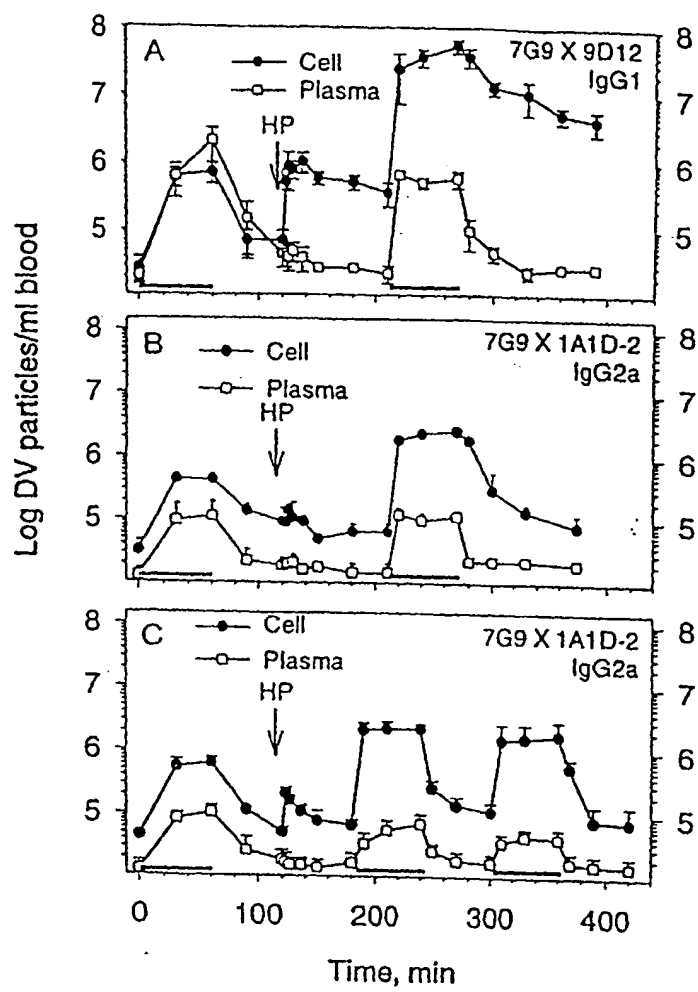 Log DV particles/ml blood
8
7
6
5
A
Cell
Plasma
HP
7G9 X 9D12
IgG1
8
7
6
5
8
7
6
5
B
Cell
Plasma
HP
7G9 X 1A1D-2
IgG2a
8
7
6
5
8
7
6
5
C
Cell
Plasma
HP
7G9 X 1A1D-2
IgG2a
8
7
6
5
0 100 200 300 400
Time, min